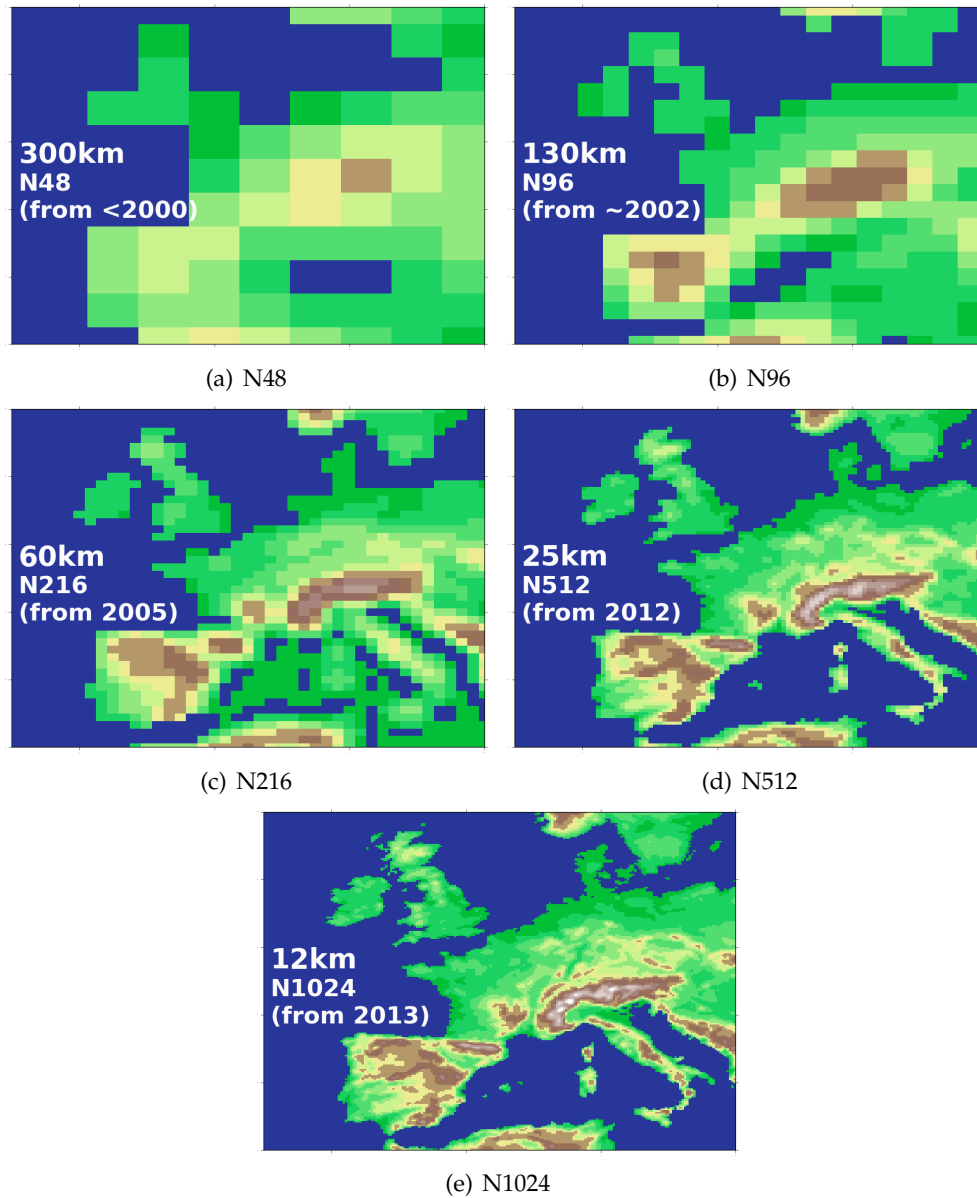 300km
N48
(from <2000)
(a) N48
130km
N96
(from ~2002)
(b) N96
60km
N216
(from 2005)
(c) N216
25km
N512
(from 2012)
(d) N512
12km
N1024
(from 2013)
(e) N1024